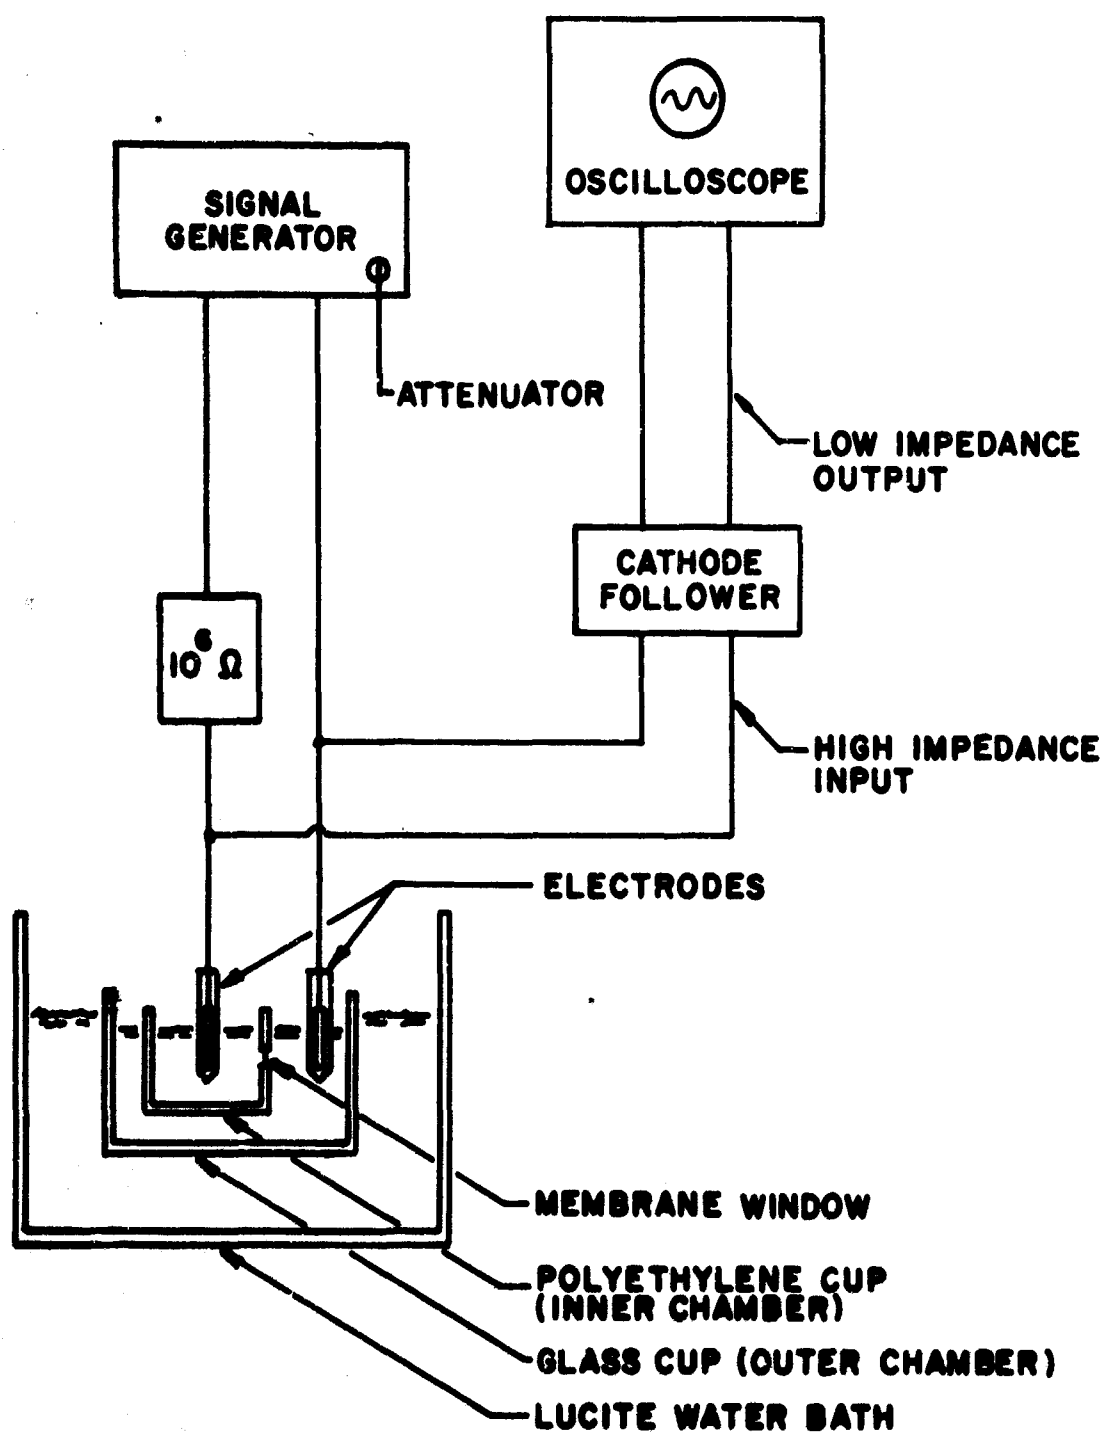 OSCILLOSCOPE
SIGNAL
GENERATOR
ATTENUATOR
LOW IMPEDANCE
OUTPUT
CATHODE
FOLLOWER
10⁶ Ω
HIGH IMPEDANCE
INPUT
ELECTRODES
MEMBRANE WINDOW
POLYETHYLENE CUP
(INNER CHAMBER)
GLASS CUP (OUTER CHAMBER)
LUCITE WATER BATH